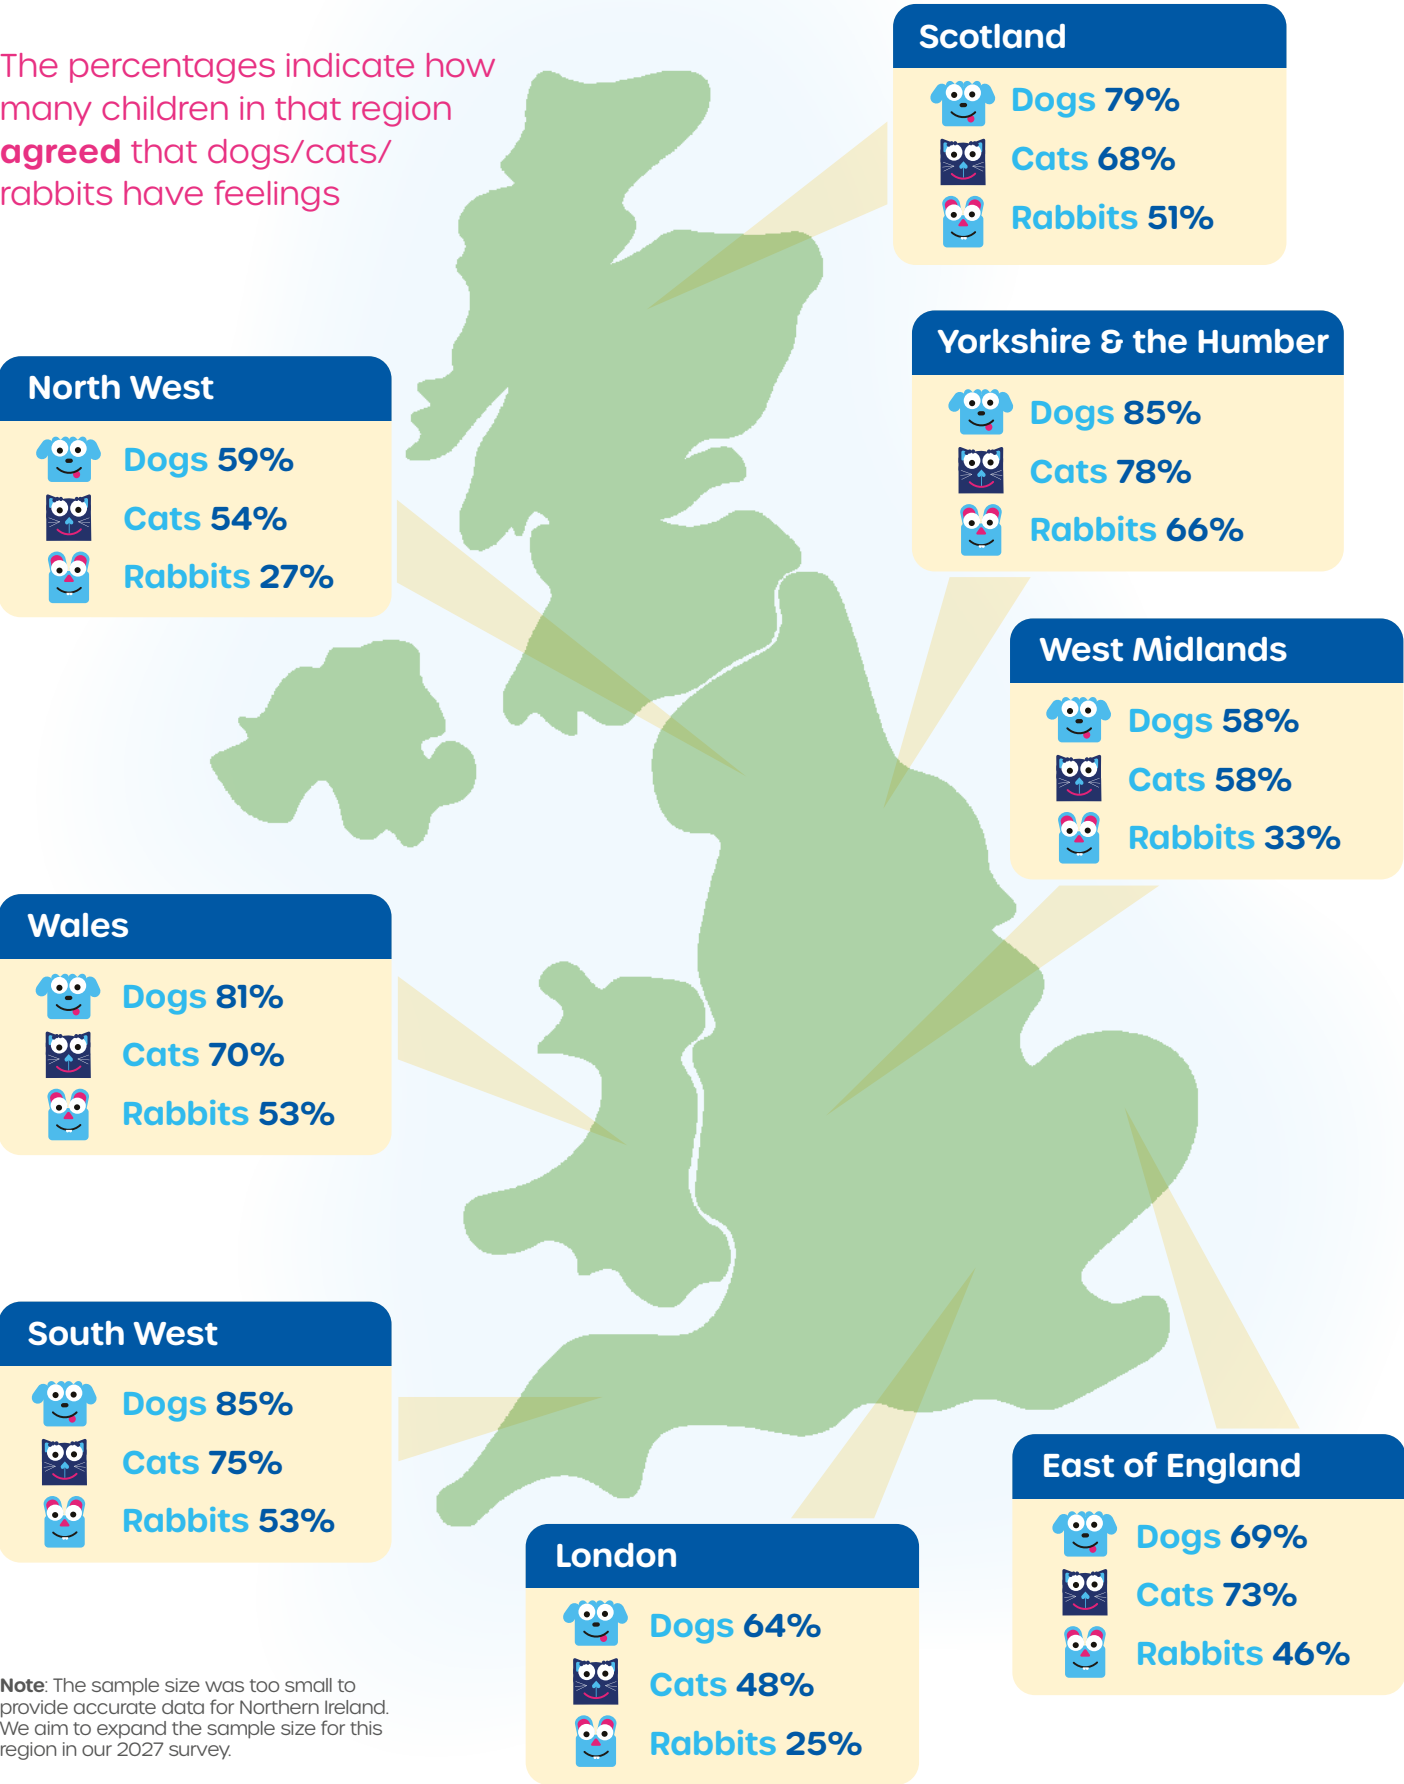 The percentages indicate how
many children in that region
agreed that dogs/cats/
rabbits have feelings
Scotland
Dogs 79%
Cats 68%
Rabbits 51%
Yorkshire & the Humber
Dogs 85%
Cats 78%
Rabbits 66%
North West
Dogs 59%
Cats 54%
Rabbits 27%
West Midlands
Dogs 58%
Cats 58%
Rabbits 33%
Wales
Dogs 81%
Cats 70%
Rabbits 53%
South West
Dogs 85%
Cats 75%
Rabbits 53%
East of England
Dogs 69%
Cats 73%
Rabbits 46%
London
Dogs 64%
Cats 48%
Rabbits 25%
Note: The sample size was too small to
provide accurate data for Northern Ireland.
We aim to expand the sample size for this
region in our 2027 survey.